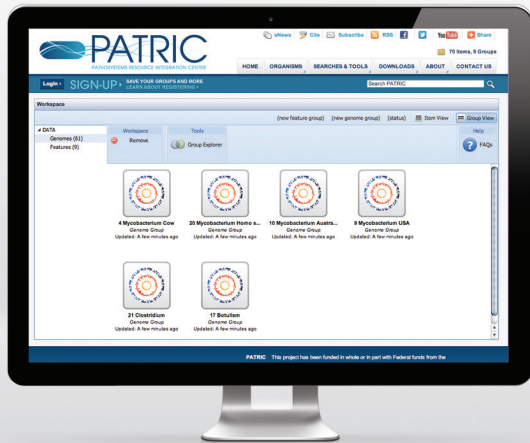 eNews Cite Subscribe RSS You Tube Share
PATRIC
PATHOSYSTEMS RESOURCE INTEGRATION CENTER
70 Items, 9 Groups
HOME ORGANISMS SEARCHES & TOOLS DOWNLOADS ABOUT CONTACT US
Login SIGN-UP SAVE YOUR GROUPS AND MORE
LEARN ABOUT REGISTERING
Search PATRIC
Workspace
(new feature group) (new genome group) (status) Item View Group View
DATA
Genomes (61)
Features (9)
Workspace
Remove
Tools
Group Explorer
Help
FAQs
4 Mycobacterium Cow
Genome Group
Updated: A few minutes ago
20 Mycobacterium Homo s...
Genome Group
Updated: A few minutes ago
10 Mycobacterium Austra...
Genome Group
Updated: A few minutes ago
9 Mycobacterium USA
Genome Group
Updated: A few minutes ago
21 Clostridium
Genome Group
Updated: A few minutes ago
17 Botulism
Genome Group
Updated: A few minutes ago
PATRIC This project has been funded in whole or in part with Federal funds from the